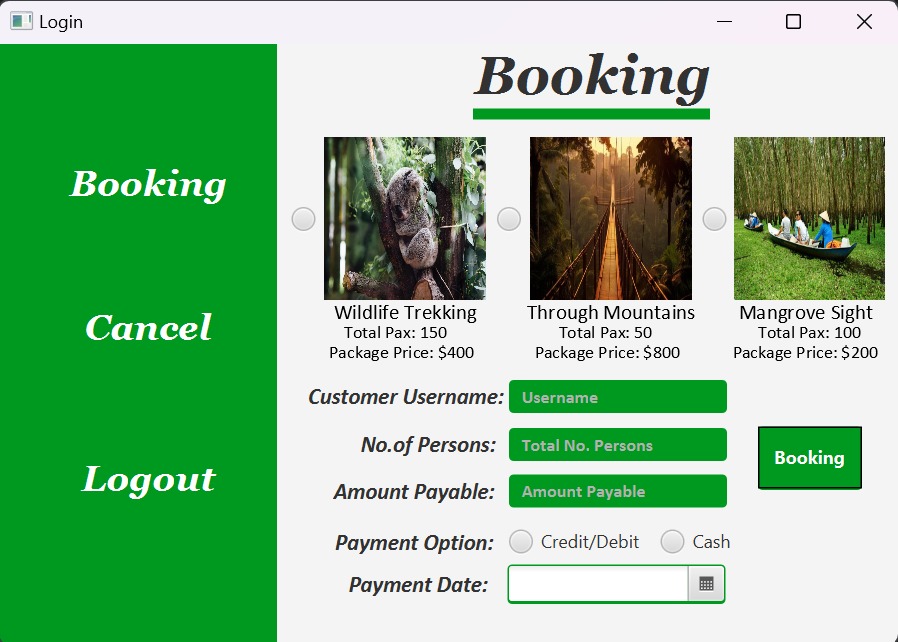 Login
Booking
Cancel
Logout
Booking
Wildlife Trekking
Total Pax: 150
Package Price: $400
Through Mountains
Total Pax: 50
Package Price: $800
Mangrove Sight
Total Pax: 100
Package Price: $200
Customer Username: Username
No.of Persons: Total No. Persons
Amount Payable: Amount Payable
Booking
Payment Option: Credit/Debit Cash
Payment Date: